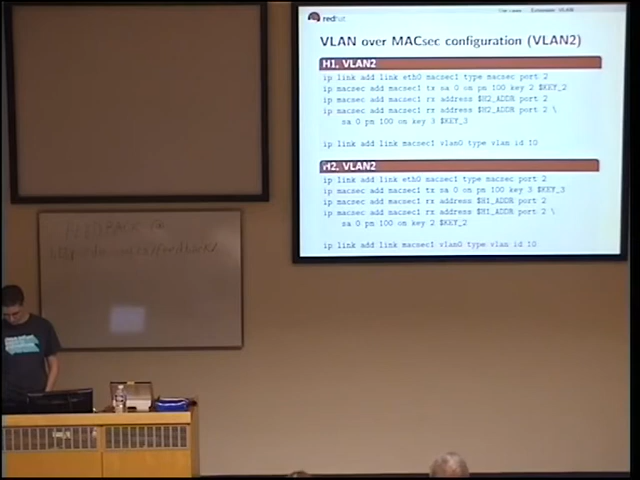 redhat
VLAN over MACsec configuration (VLAN2)
H1, VLAN2
ip link add link eth0 macsec1 type macsec port 2
ip macsec add macsec1 tx sa 0 on pn 100 key 2 $KEY_2
ip macsec add macsec1 rx address $H2_ADDR port 2
ip macsec add macsec1 rx address $H2_ADDR port 2 \
sa 0 pn 100 on key 3 $KEY_3
ip link add link macsec1 vlan0 type vlan id 10
H2, VLAN2
ip link add link eth0 macsec1 type macsec port 2
ip macsec add macsec1 tx sa 0 on pn 100 key 3 $KEY_3
ip macsec add macsec1 rx address $H1_ADDR port 2
ip macsec add macsec1 rx address $H1_ADDR port 2 \
sa 0 pn 100 on key 2 $KEY_2
ip link add link macsec1 vlan0 type vlan id 10
FEEDBACK